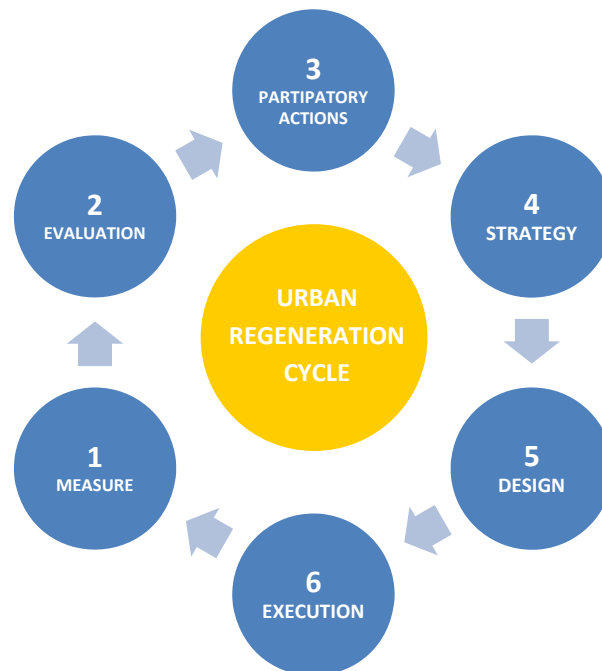 3
PARTIPATORY
ACTIONS
2
EVALUATION
4
STRATEGY
URBAN
REGENERATION
CYCLE
1
MEASURE
5
DESIGN
6
EXECUTION